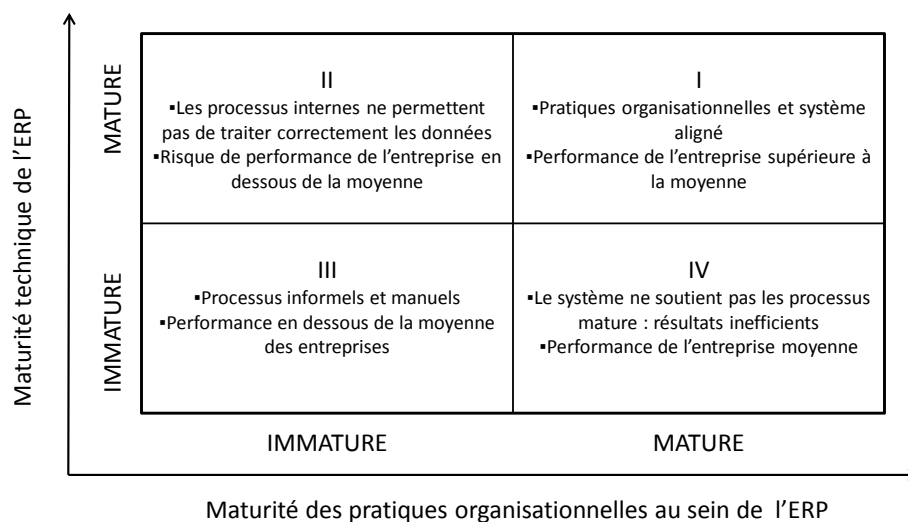 Maturité technique de l'ERP
MATURE
II
▪Les processus internes ne permettent
pas de traiter correctement les données
▪Risque de performance de l'entreprise en
dessous de la moyenne
I
▪Pratiques organisationnelles et système
aligné
▪Performance de l'entreprise supérieure à
la moyenne
IMMATURE
III
▪Processus informels et manuels
▪Performance en dessous de la moyenne
des entreprises
IV
▪Le système ne soutient pas les processus
mature : résultats inefficients
▪Performance de l'entreprise moyenne
IMMATURE
MATURE
Maturité des pratiques organisationnelles au sein de l'ERP